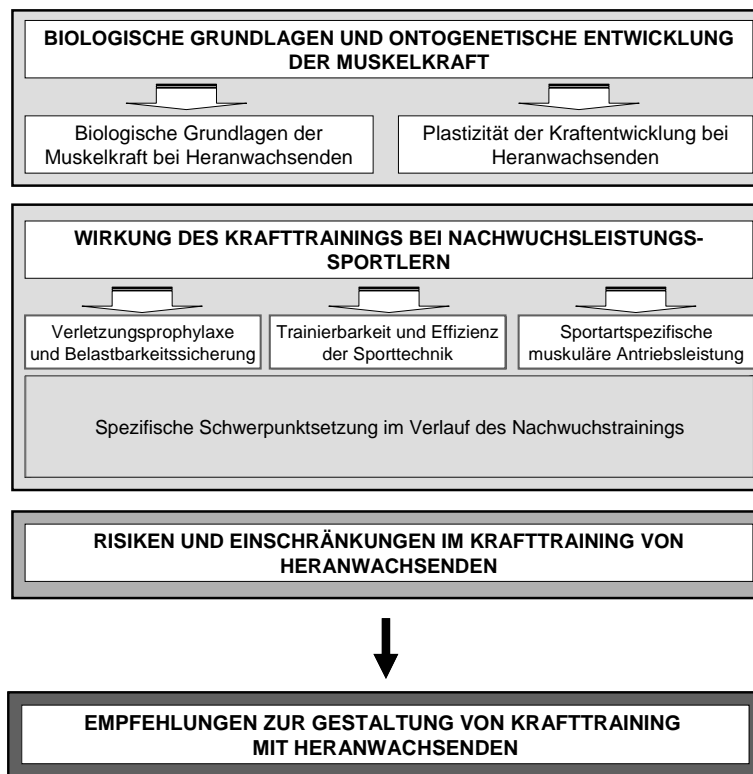 BIOLOGISCHE GRUNDLAGEN UND ONTOGENETISCHE ENTWICKLUNG
DER MUSKELKRAFT
Biologische Grundlagen der
Muskelkraft bei Heranwachsenden
Plastizität der Kraftentwicklung bei
Heranwachsenden
WIRKUNG DES KRAFTTRAININGS BEI NACHWUCHSLEISTUNGS-
SPORTLERN
Verletzungsprophylaxe
und Belastbarkeitssicherung
Trainierbarkeit und Effizienz
der Sporttechnik
Sportartspezifische
muskuläre Antriebsleistung
Spezifische Schwerpunktsetzung im Verlauf des Nachwuchstrainings
RISIKEN UND EINSCHRÄNKUNGEN IM KRAFTTRAINING VON
HERANWACHSENDEN
EMPFEHLUNGEN ZUR GESTALTUNG VON KRAFTTRAINING
MIT HERANWACHSENDEN